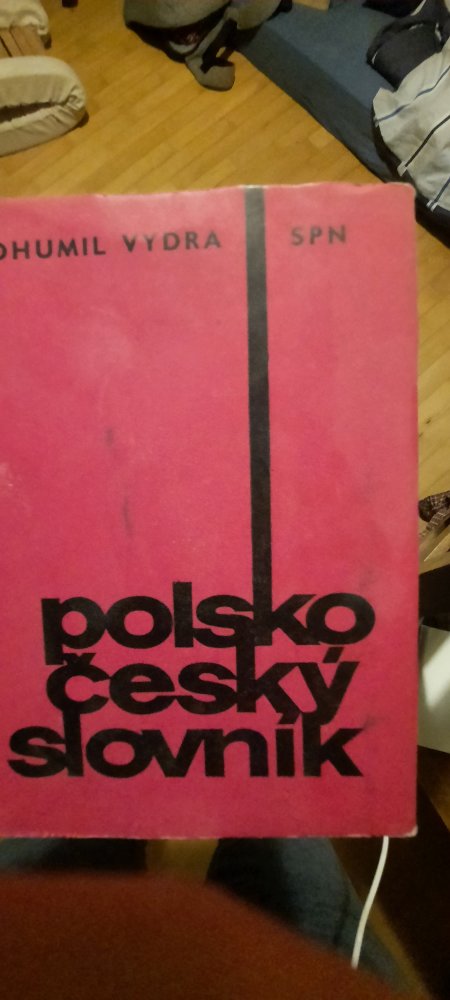 OHUMIL VYDRA SPN
polsko
český
slovník